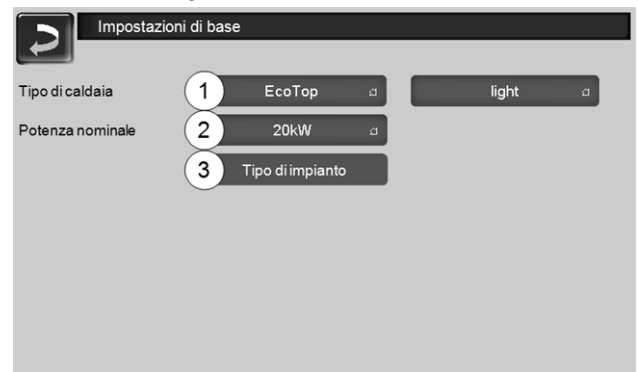 Impostazioni di base
Tipo di caldaia 1 EcoTop light
Potenza nominale 2 20kW
3 Tipo di impianto